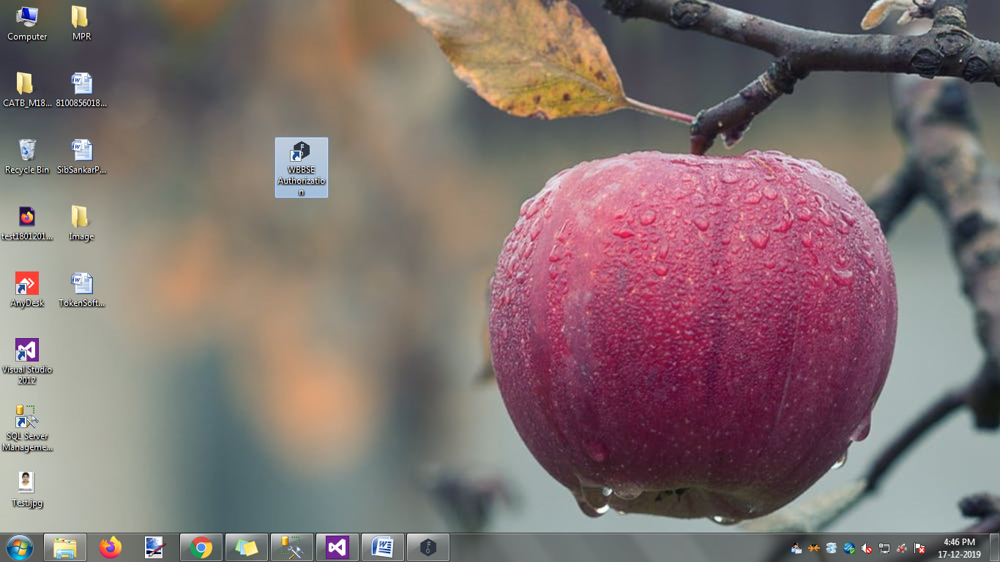 Computer
MPR
CATB_M18...
8100856018...
Recycle Bin
SibSankarP...
WBBSE
Authorizatio
n
test1801201...
Image
AnyDesk
TokenSoft...
Visual Studio
2012
SQL Server
Manageme...
Test.jpg
4:46 PM
17-12-2019